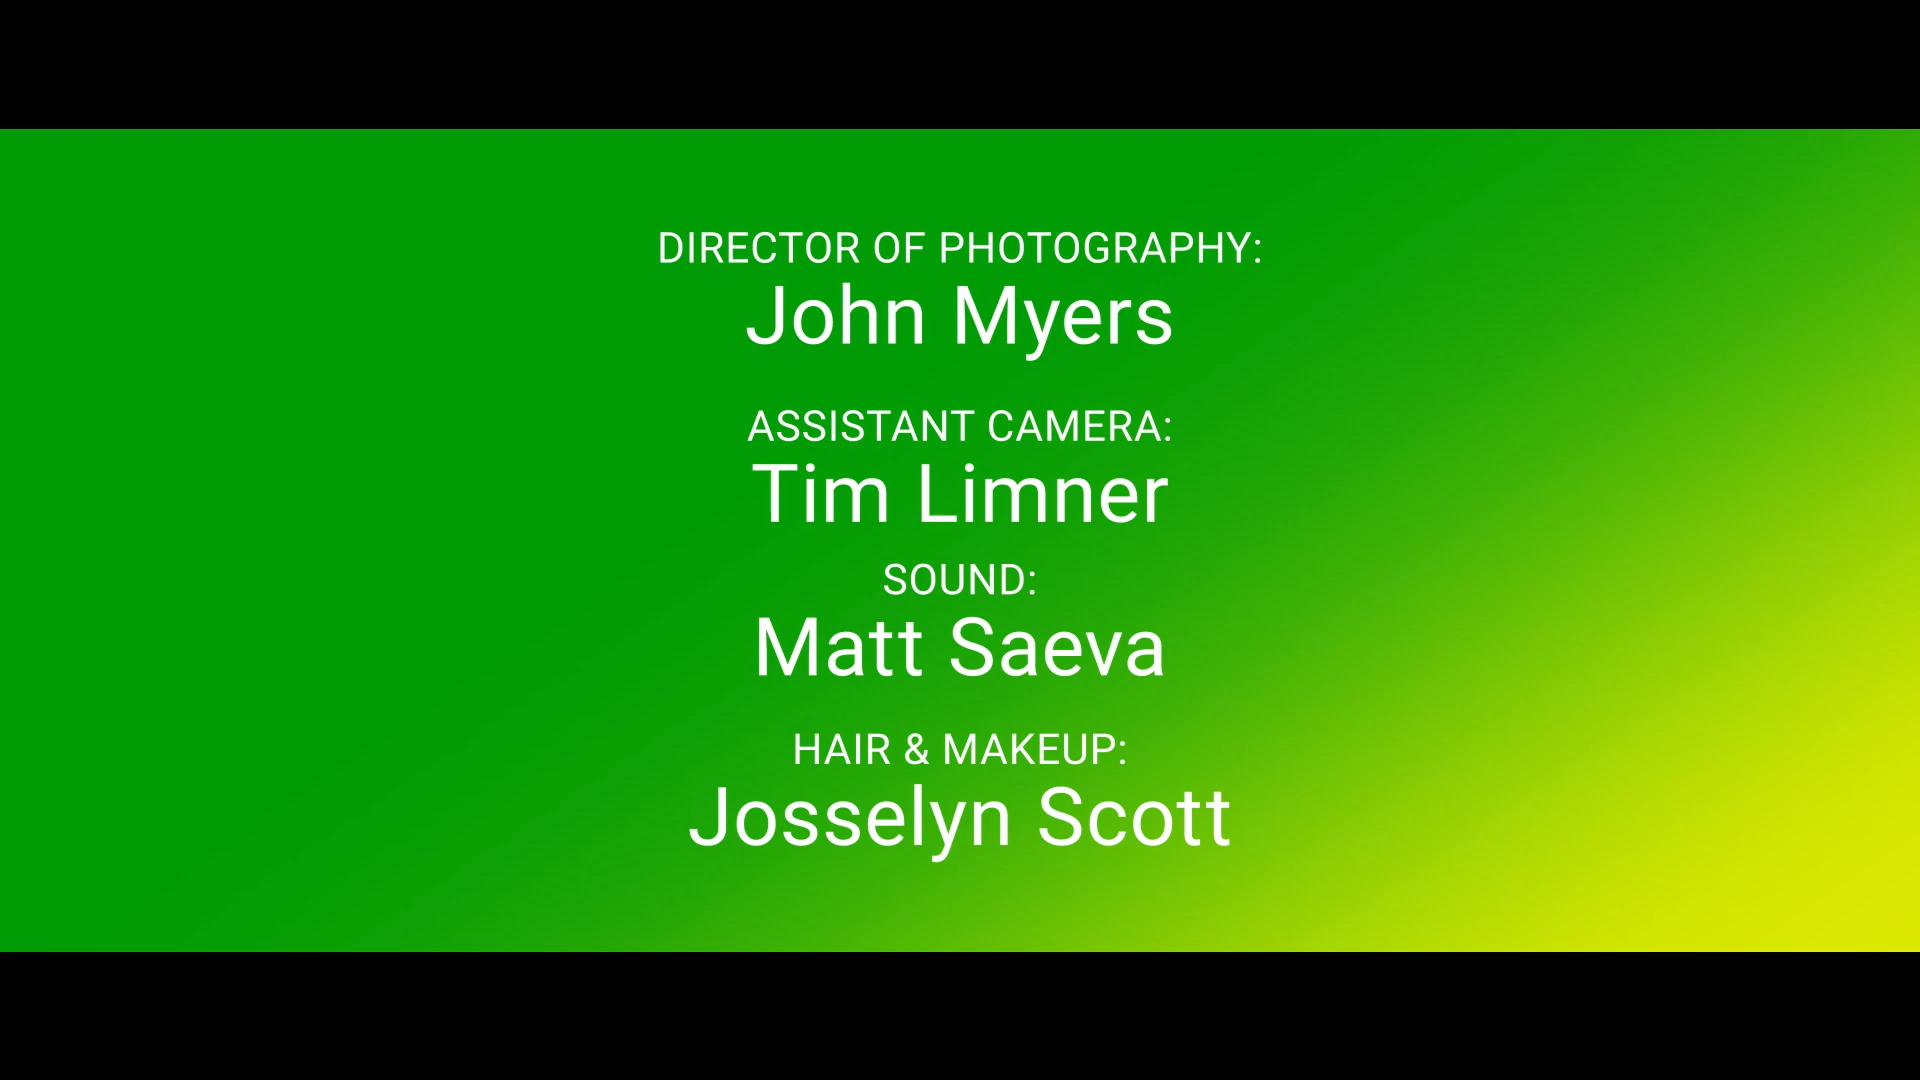 DIRECTOR OF PHOTOGRAPHY:
John Myers
ASSISTANT CAMERA:
Tim Limner
SOUND:
Matt Saeva
HAIR & MAKEUP:
Josselyn Scott